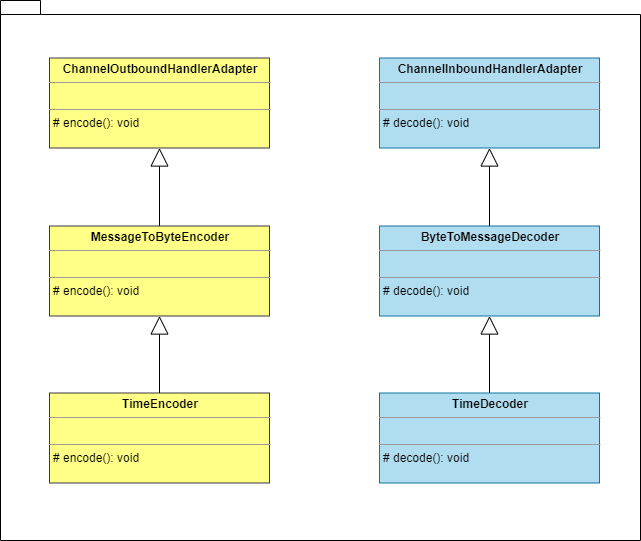 ChannelOutboundHandlerAdapter
# encode(): void
MessageToByteEncoder
# encode(): void
TimeEncoder
# encode(): void
ChannelInboundHandlerAdapter
# decode(): void
ByteToMessageDecoder
# decode(): void
TimeDecoder
# decode(): void